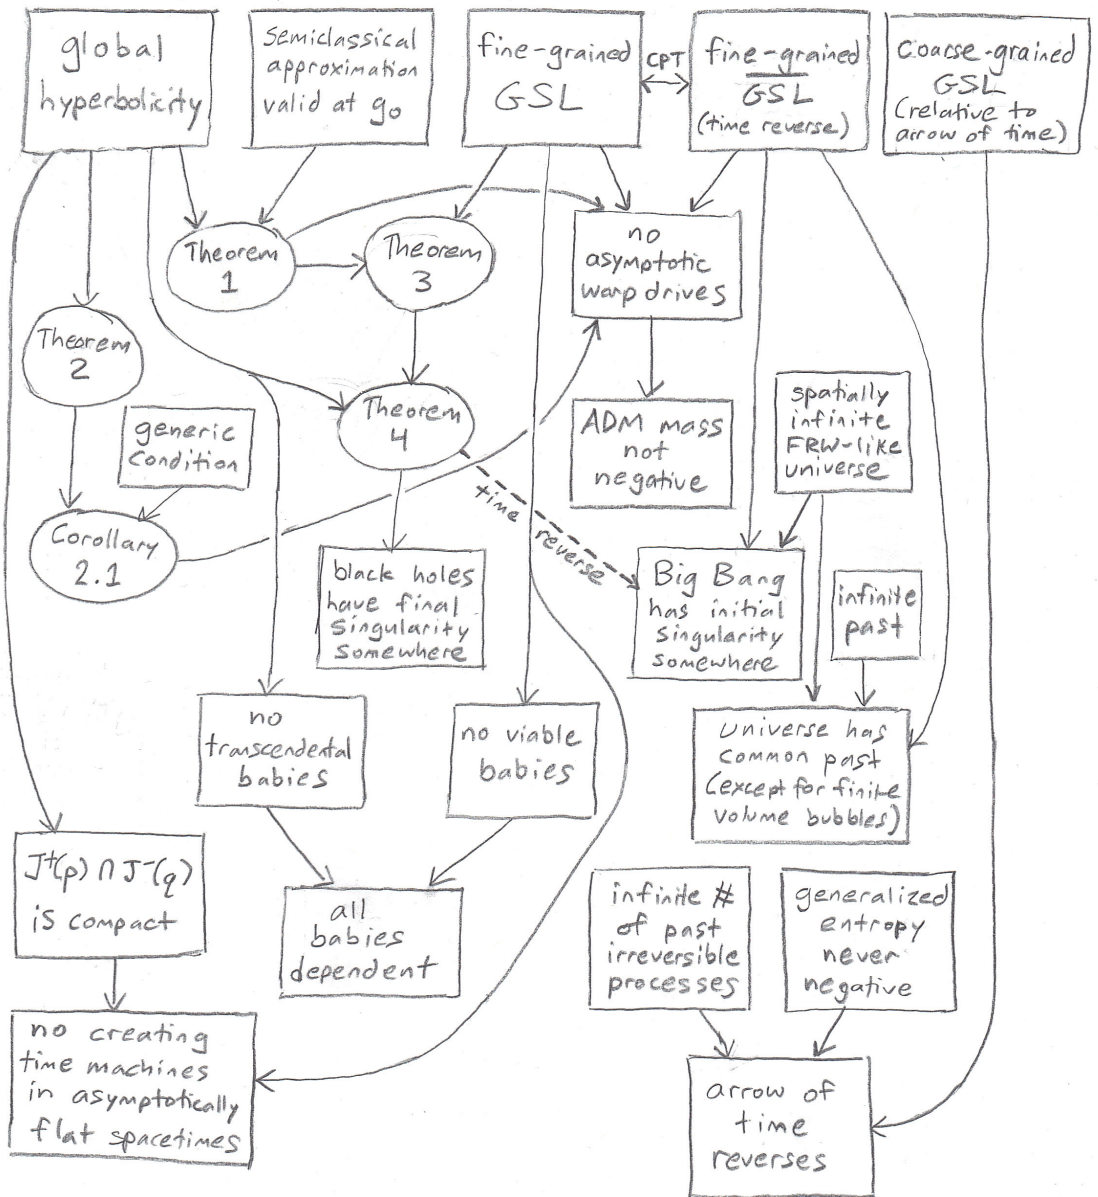 global
hyperbolicity
semiclassical
approximation
valid at g₀
fine-grained
GSL
CPT
fine-grained
G̅S̅L̅
(time reverse)
coarse-grained
GSL
(relative to
arrow of time)
Theorem
1
Theorem
3
no
asymptotic
warp drives
Theorem
2
generic
condition
Theorem
4
ADM mass
not
negative
spatially
infinite
FRW-like
universe
time reverse
Corollary
2.1
black holes
have final
singularity
somewhere
Big Bang
has initial
singularity
somewhere
infinite
past
no
transcendental
babies
no viable
babies
universe has
common past
(except for finite
volume bubbles)
J⁺(p) ∩ J⁻(q)
is compact
all
babies
dependent
infinite #
of past
irreversible
processes
generalized
entropy
never
negative
no creating
time machines
in asymptotically
flat spacetimes
arrow of
time
reverses